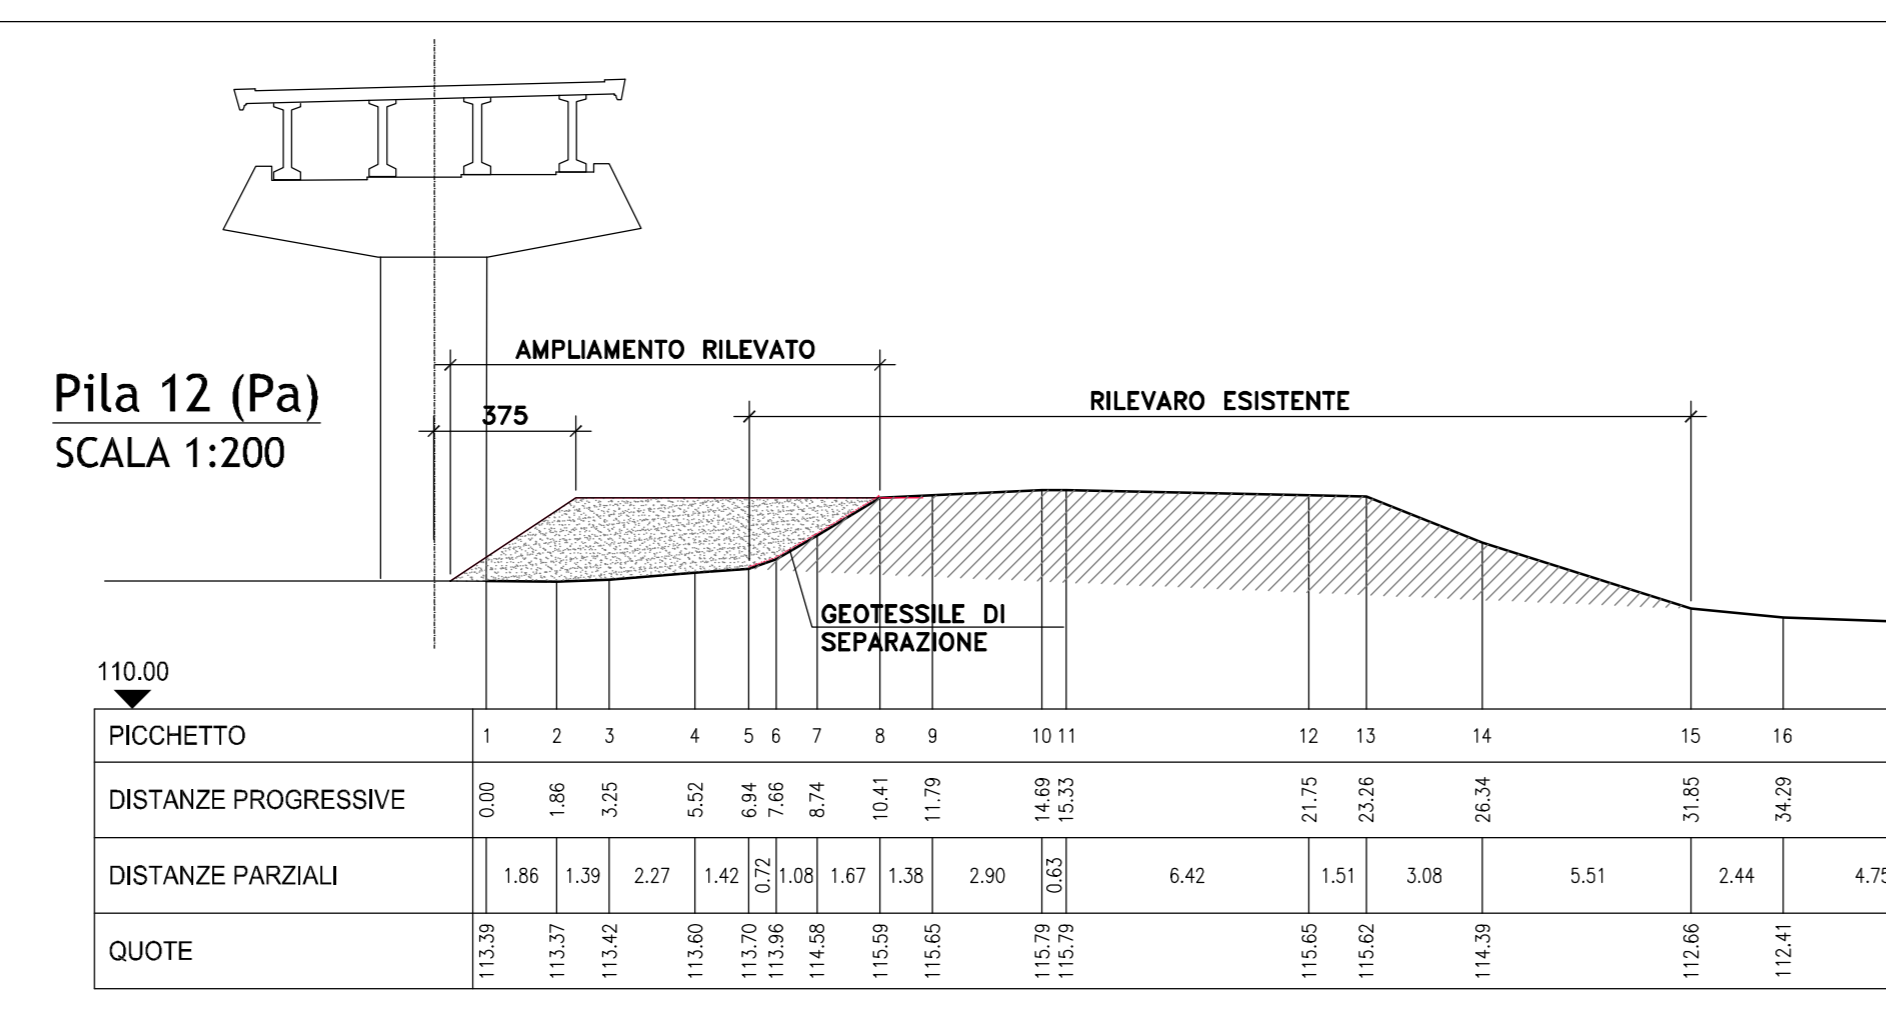 AMPLIAMENTO RILEVATO
Pila 12 (Pa)
SCALA 1:200
375
RILEVARO ESISTENTE
GEOTESSILE DI
SEPARAZIONE
110.00
PICCHETTO 1 2 3 4 5 6 7 8 9 10 11 12 13 14 15 16
DISTANZE PROGRESSIVE 0.00 1.86 3.25 5.52 6.94 7.66 8.74 10.41 11.79 14.69 15.33 21.75 23.26 26.34 31.85 34.29
DISTANZE PARZIALI 1.86 1.39 2.27 1.42 0.72 1.08 1.67 1.38 2.90 0.63 6.42 1.51 3.08 5.51 2.44 4.75
QUOTE 113.39 113.37 113.42 113.60 113.70 113.96 114.58 115.59 115.65 115.79 115.79 115.65 115.62 114.39 112.66 112.41